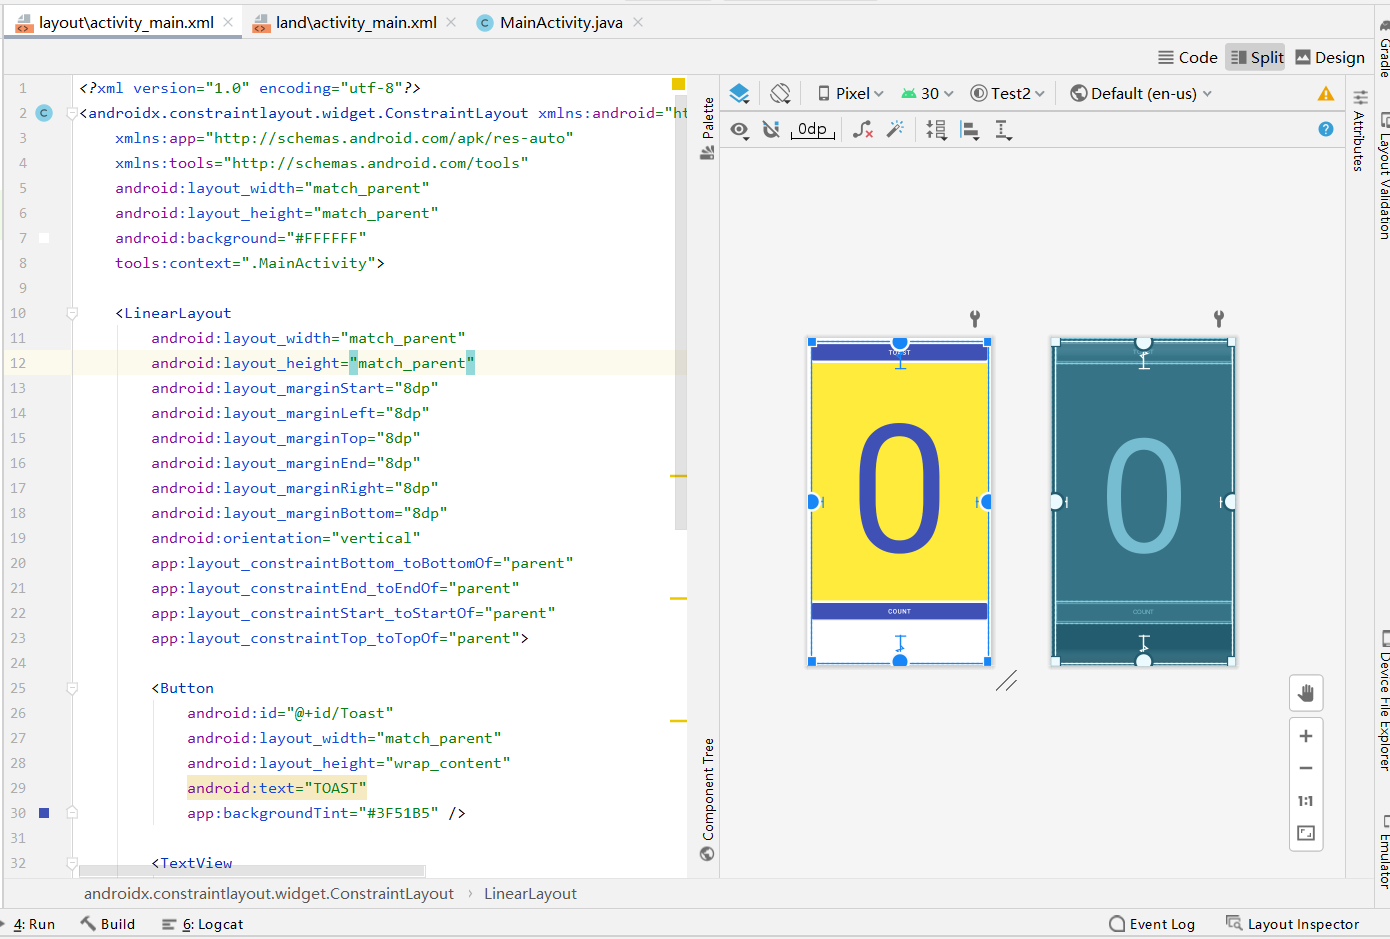 layout\activity_main.xml
land\activity_main.xml
MainActivity.java
Code
Split
Design
Pixel
30
Test2
Default (en-us)
0dp
1 <?xml version="1.0" encoding="utf-8"?>
2 <androidx.constraintlayout.widget.ConstraintLayout xmlns:android="ht
3 xmlns:app="http://schemas.android.com/apk/res-auto"
4 xmlns:tools="http://schemas.android.com/tools"
5 android:layout_width="match_parent"
6 android:layout_height="match_parent"
7 android:background="#FFFFFF"
8 tools:context=".MainActivity">
9
10 <LinearLayout
11 android:layout_width="match_parent"
12 android:layout_height="match_parent"
13 android:layout_marginStart="8dp"
14 android:layout_marginLeft="8dp"
15 android:layout_marginTop="8dp"
16 android:layout_marginEnd="8dp"
17 android:layout_marginRight="8dp"
18 android:layout_marginBottom="8dp"
19 android:orientation="vertical"
20 app:layout_constraintBottom_toBottomOf="parent"
21 app:layout_constraintEnd_toEndOf="parent"
22 app:layout_constraintStart_toStartOf="parent"
23 app:layout_constraintTop_toTopOf="parent">
24
25 <Button
26 android:id="@+id/Toast"
27 android:layout_width="match_parent"
28 android:layout_height="wrap_content"
29 android:text="TOAST"
30 app:backgroundTint="#3F51B5" />
31
32 <TextView
Palette
Component Tree
0
COUNT
0
COUNT
1:1
Attributes
Gradle
Layout Validation
Device File Explorer
Emulator
androidx.constraintlayout.widget.ConstraintLayout › LinearLayout
4: Run
Build
6: Logcat
Event Log
Layout Inspector